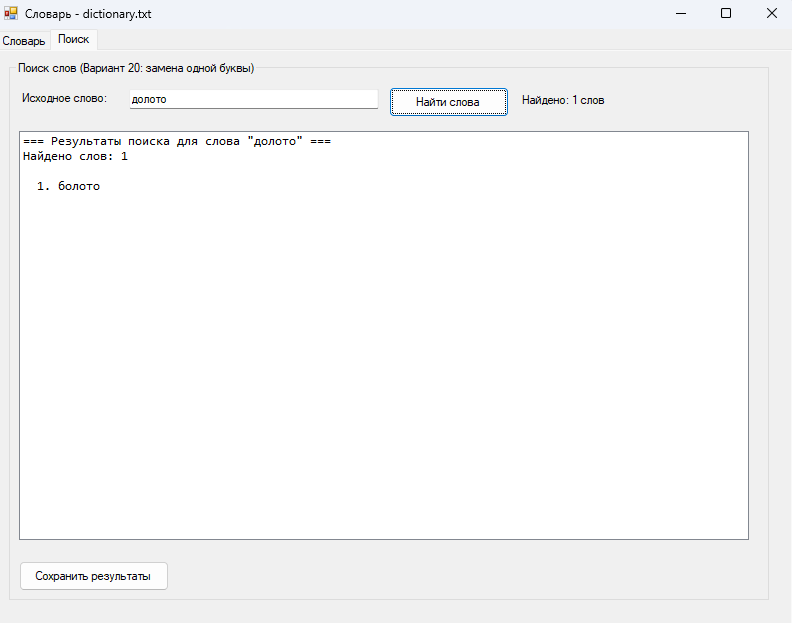 Словарь - dictionary.txt
Словарь Поиск
Поиск слов (Вариант 20: замена одной буквы)
Исходное слово: долото Найти слова Найдено: 1 слов
=== Результаты поиска для слова "долото" ===
Найдено слов: 1
1. болото
Сохранить результаты